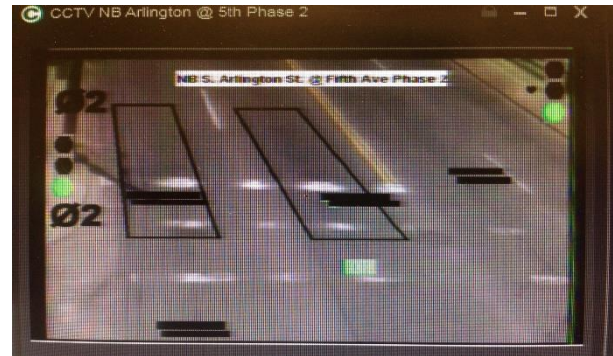 CCTV NB Arlington @ 5th Phase 2
NB S. Arlington St. @ Fifth Ave Phase 2
Ø2
Ø2